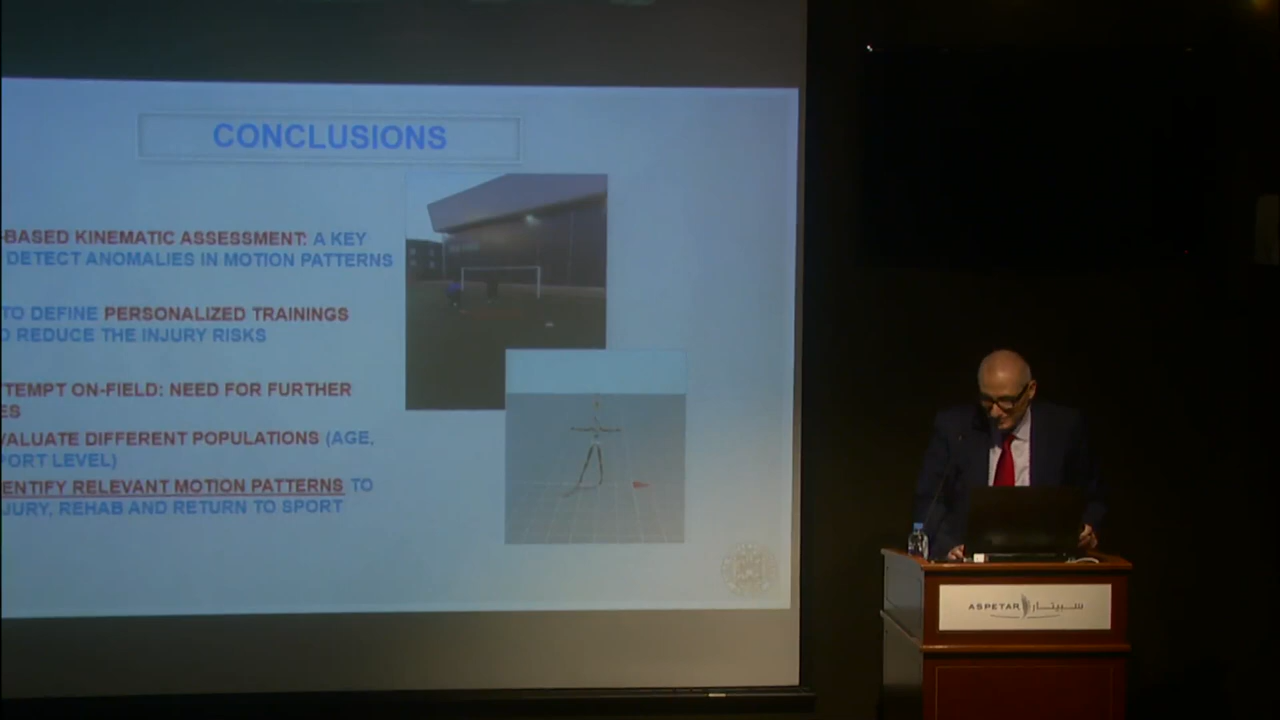 CONCLUSIONS
-BASED KINEMATIC ASSESSMENT: A KEY
DETECT ANOMALIES IN MOTION PATTERNS
TO DEFINE PERSONALIZED TRAININGS
REDUCE THE INJURY RISKS
TEMPT ON-FIELD: NEED FOR FURTHER
ES
VALUATE DIFFERENT POPULATIONS (AGE,
PORT LEVEL)
ENTIFY RELEVANT MOTION PATTERNS TO
JURY, REHAB AND RETURN TO SPORT
ASPETAR سبيتار